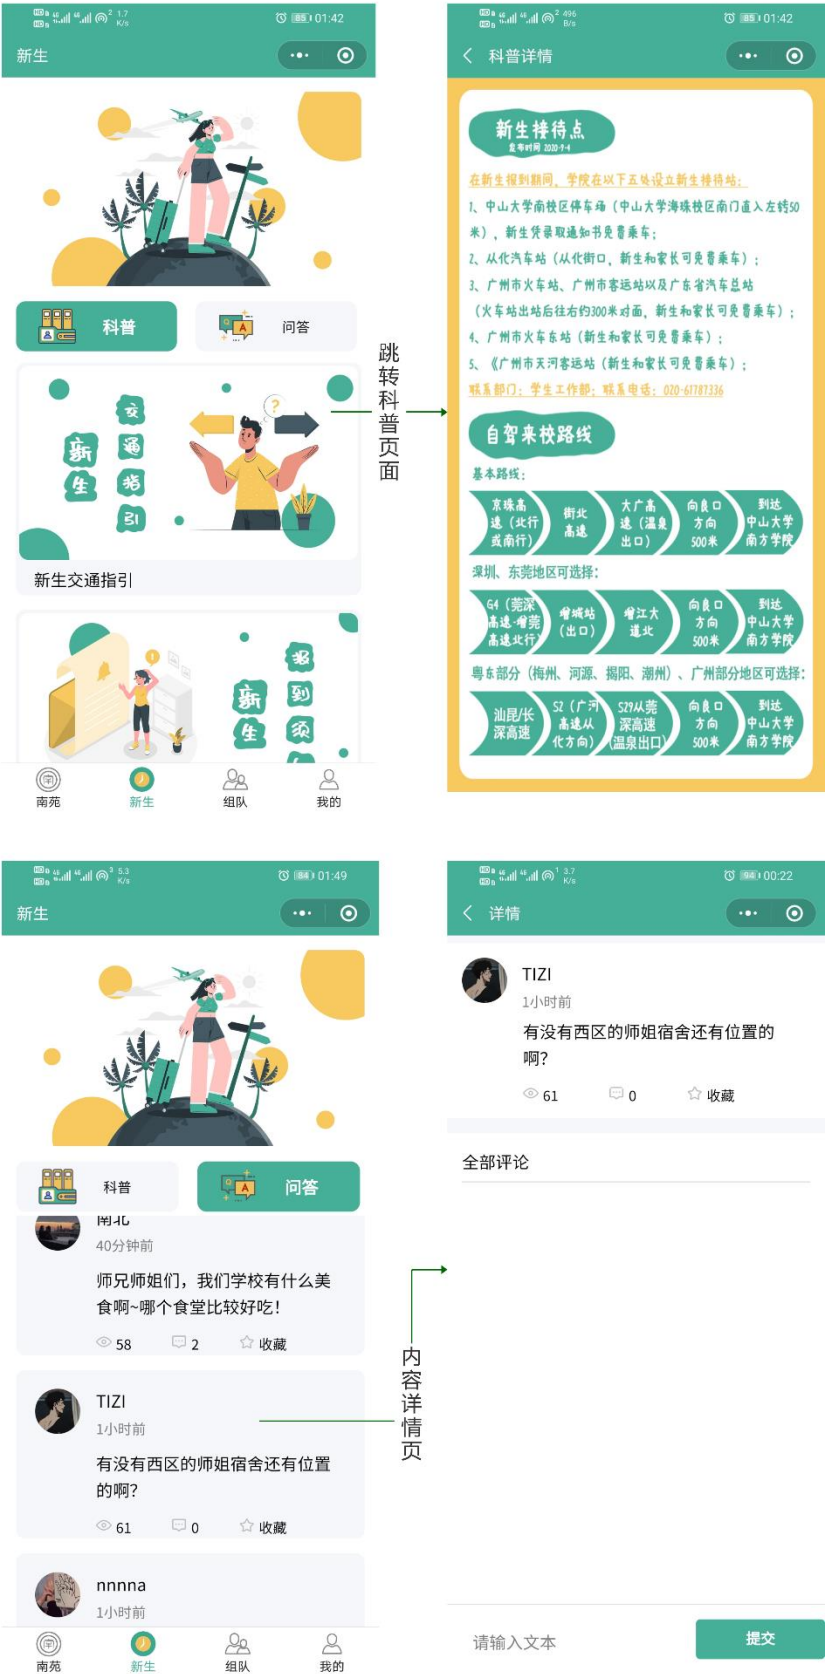 01:42
新生
科普
问答
新生
交通指引
新生交通指引
新生
报到须
南苑
新生
组队
我的
跳转科普页面
01:42
科普详情
新生接待点
发布时间 2020-9-4
在新生报到期间，学院在以下五处设立新生接待站：
1、中山大学南校区停车场（中山大学海珠校区南门直入左转50
米），新生凭录取通知书免费乘车；
2、从化汽车站（从化街口，新生和家长可免费乘车）；
3、广州市火车站、广州市客运站以及广东省汽车总站
（火车站出站后往右约300米对面，新生和家长可免费乘车）；
4、广州市火车东站（新生和家长可免费乘车）；
5、《广州市天河客运站（新生和家长可免费乘车）；
联系部门：学生工作部；联系电话：020-61787336
自驾来校路线
基本路线：
京珠高
速（北行
或南行）
街北
高速
大广高
速（温泉
出口）
向良口
方向
500米
到达
中山大学
南方学院
深圳、东莞地区可选择：
G4（莞深
高速-增莞
高速北行）
增城站
（出口）
增江大
道北
向良口
方向
500米
到达
中山大学
南方学院
粤东部分（梅州、河源、揭阳、潮州）、广州部分地区可选择：
汕昆/长
深高速
S2（广河
高速从
化方向）
S29从莞
深高速
（温泉出口）
向良口
方向
500米
到达
中山大学
南方学院
01:49
新生
科普
问答
南北
40分钟前
师兄师姐们，我们学校有什么美
食啊~哪个食堂比较好吃！
58
2
收藏
TIZI
1小时前
有没有西区的师姐宿舍还有位置
的啊？
61
0
收藏
nnnna
1小时前
南苑
新生
组队
我的
内容详情页
00:22
详情
TIZI
1小时前
有没有西区的师姐宿舍还有位置的
啊？
61
0
收藏
全部评论
请输入文本
提交